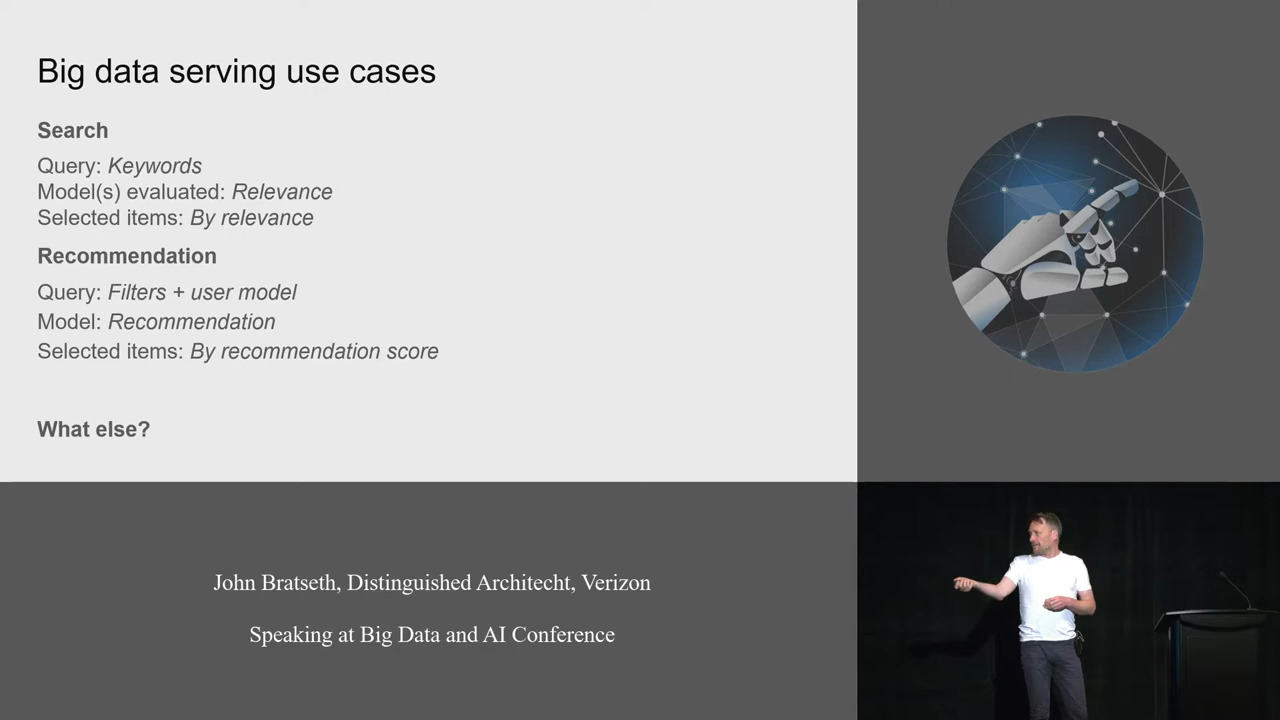 Big data serving use cases
Search
Query: Keywords
Model(s) evaluated: Relevance
Selected items: By relevance
Recommendation
Query: Filters + user model
Model: Recommendation
Selected items: By recommendation score
What else?
John Bratseth, Distinguished Architecht, Verizon
Speaking at Big Data and AI Conference